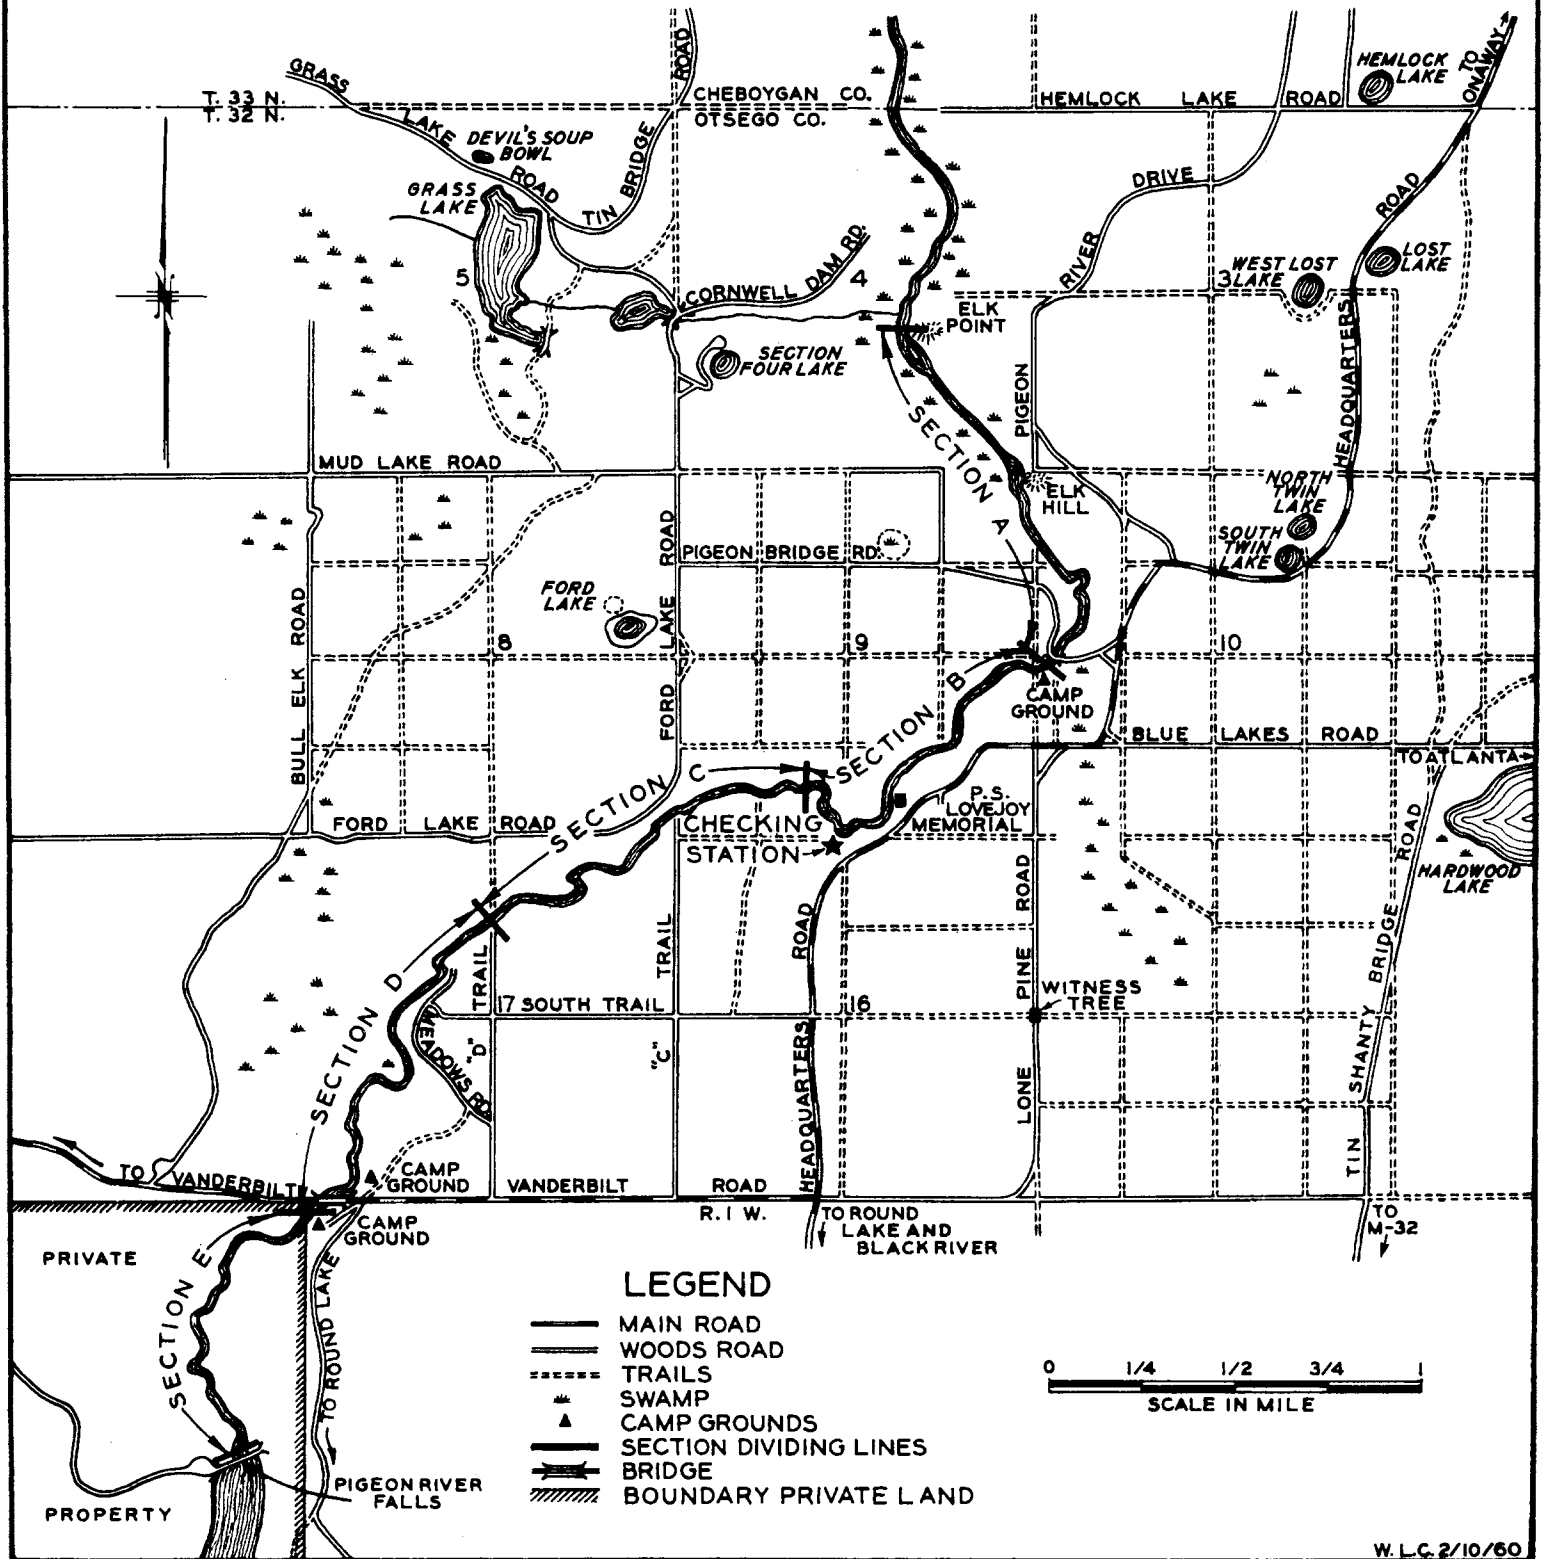 ROAD
TO ONAWAY
HEMLOCK
LAKE
GRASS LAKE ROAD
T. 33 N.
T. 32 N.
CHEBOYGAN CO.
OTSEGO CO.
HEMLOCK LAKE ROAD
DEVIL'S SOUP
BOWL
TIN BRIDGE
GRASS
LAKE
RIVER DRIVE
ROAD
5
CORNWELL DAM RD.
4
3
WEST LOST
LAKE
LOST
LAKE
ELK
POINT
SECTION
FOUR LAKE
HEADQUARTERS
PIGEON
SECTION A
MUD LAKE ROAD
ELK
HILL
NORTH
TWIN
LAKE
SOUTH
TWIN
LAKE
PIGEON BRIDGE RD.
FORD
LAKE
BULL ELK ROAD
FORD LAKE ROAD
8
9
10
SECTION B
CAMP
GROUND
BLUE LAKES ROAD
TO ATLANTA
SECTION C
P.S.
LOVEJOY
MEMORIAL
FORD LAKE ROAD
CHECKING
STATION
HARDWOOD
LAKE
SECTION D
TRAIL "D"
TRAIL "C"
HEADQUARTERS ROAD
LONE PINE ROAD
TIN SHANTY BRIDGE ROAD
17 SOUTH TRAIL
16
WITNESS
TREE
MEADOWS RD.
TO VANDERBILT
CAMP
GROUND
VANDERBILT ROAD
R. 1 W.
CAMP
GROUND
TO ROUND
LAKE AND
BLACK RIVER
TO
M-32
PRIVATE
SECTION E
TO ROUND LAKE
PIGEON RIVER
FALLS
PROPERTY
LEGEND
MAIN ROAD
WOODS ROAD
TRAILS
SWAMP
CAMP GROUNDS
SECTION DIVIDING LINES
BRIDGE
BOUNDARY PRIVATE LAND
0 1/4 1/2 3/4 1
SCALE IN MILE
W. L.C. 2/10/60